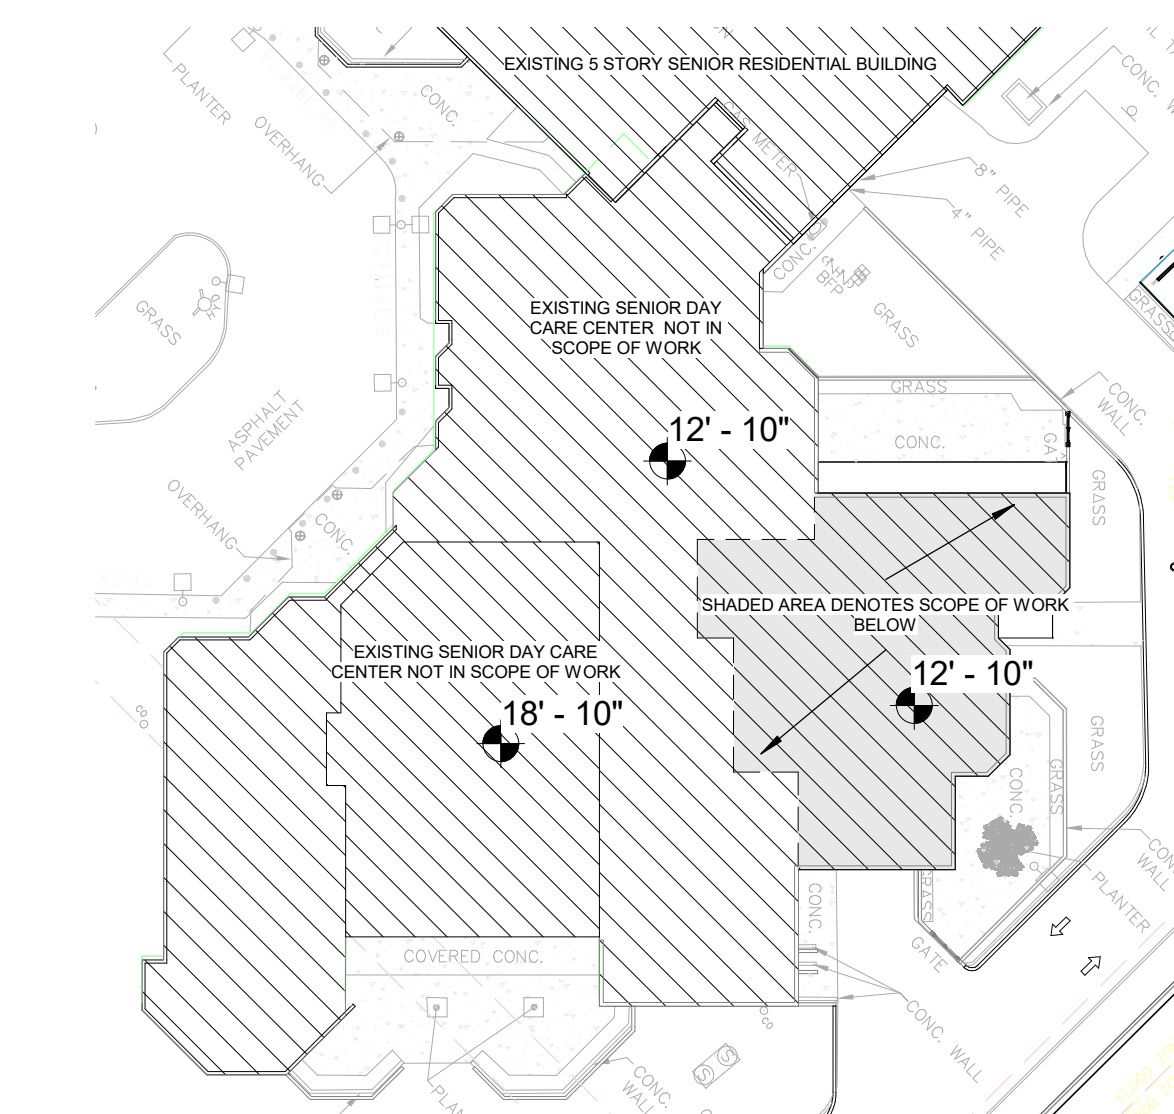 EXISTING 5 STORY SENIOR RESIDENTIAL BUILDING
PLANTER
CONC.
OVERHANG
GAS METER
8" PIPE
4" PIPE
CONC.
BFP
GRASS
GRASS
GRASS
EXISTING SENIOR DAY
CARE CENTER NOT IN
SCOPE OF WORK
ASPHALT
PAVEMENT
12' - 10"
GRASS
CONC.
CONC.
WALL
GRASS
OVERHANG
CONC.
SHADED AREA DENOTES SCOPE OF WORK
BELOW
EXISTING SENIOR DAY CARE
CENTER NOT IN SCOPE OF WORK
12' - 10"
18' - 10"
CO
GRASS
GRASS
CONC.
CONC.
WALL
PLANTER
GRASS
GATE
CONC.
COVERED CONC.
CONC. WALL
CO
S
S
CONC.
WALL